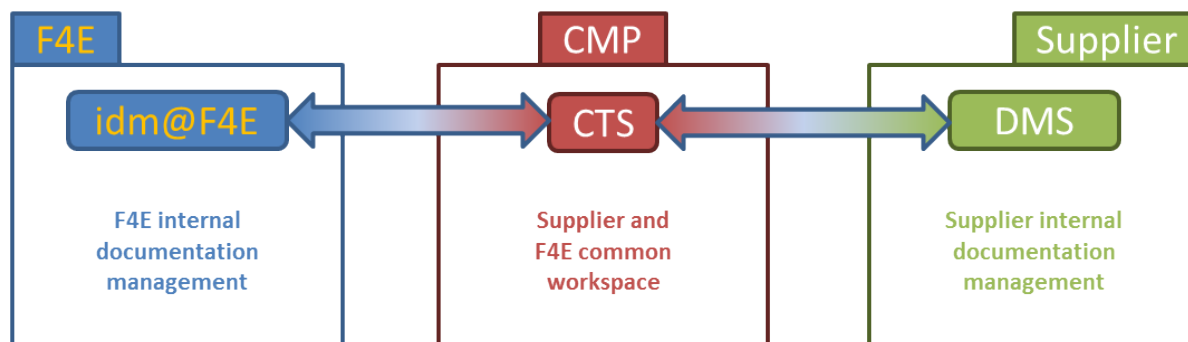 F4E
CMP
Supplier
idm@F4E
CTS
DMS
F4E internal
documentation
management
Supplier and
F4E common
workspace
Supplier internal
documentation
management